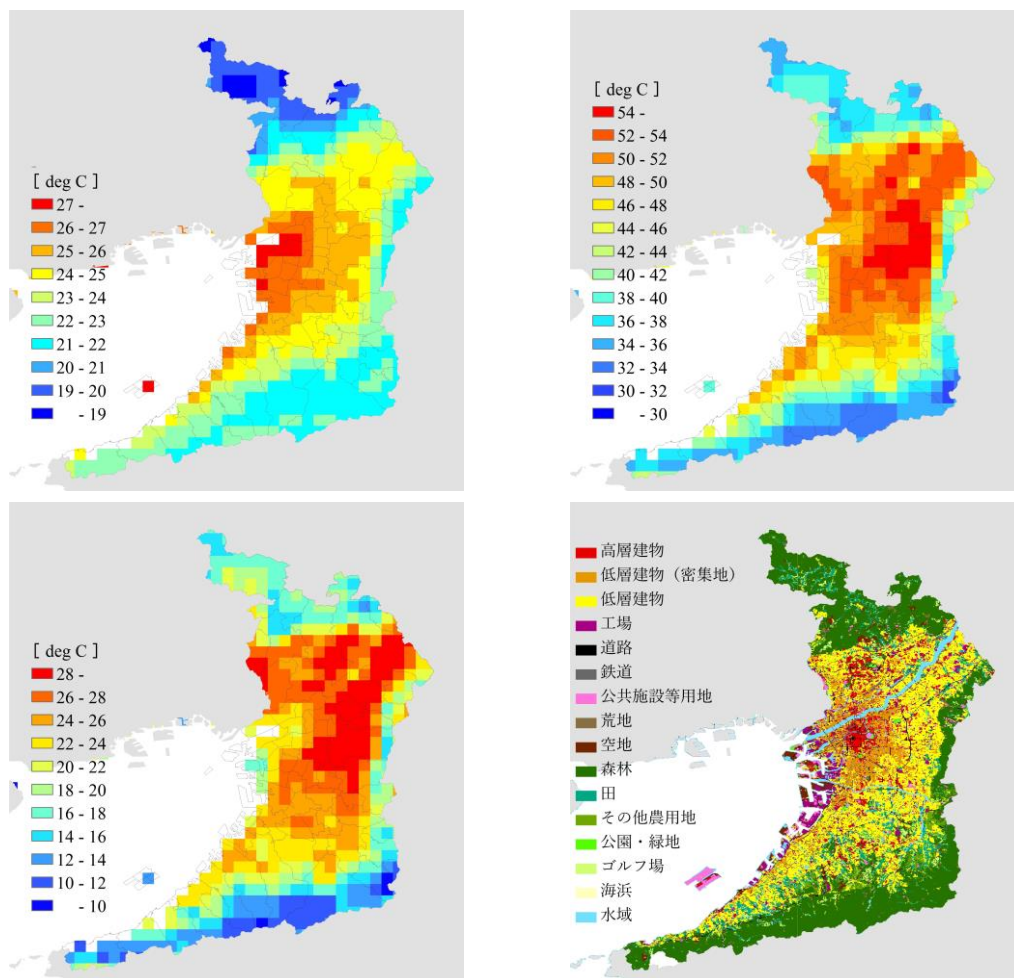 [ deg C ]
27 -
26 - 27
25 - 26
24 - 25
23 - 24
22 - 23
21 - 22
20 - 21
19 - 20
- 19
[ deg C ]
54 -
52 - 54
50 - 52
48 - 50
46 - 48
44 - 46
42 - 44
40 - 42
38 - 40
36 - 38
34 - 36
32 - 34
30 - 32
- 30
[ deg C ]
28 -
26 - 28
24 - 26
22 - 24
20 - 22
18 - 20
16 - 18
14 - 16
12 - 14
10 - 12
- 10
高層建物
低層建物（密集地）
低層建物
工場
道路
鉄道
公共施設等用地
荒地
空地
森林
田
その他農用地
公園・緑地
ゴルフ場
海浜
水域